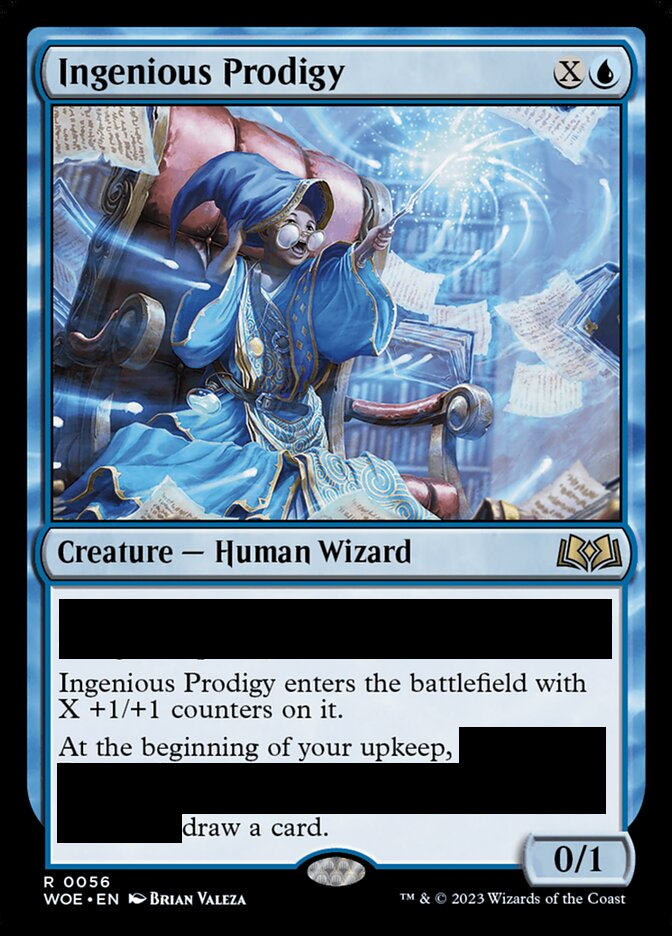 Ingenious Prodigy
X
Creature — Human Wizard
Ingenious Prodigy enters the battlefield with
X +1/+1 counters on it.
At the beginning of your upkeep,
draw a card.
0/1
R 0056
WOE • EN Brian Valeza
™ & © 2023 Wizards of the Coast